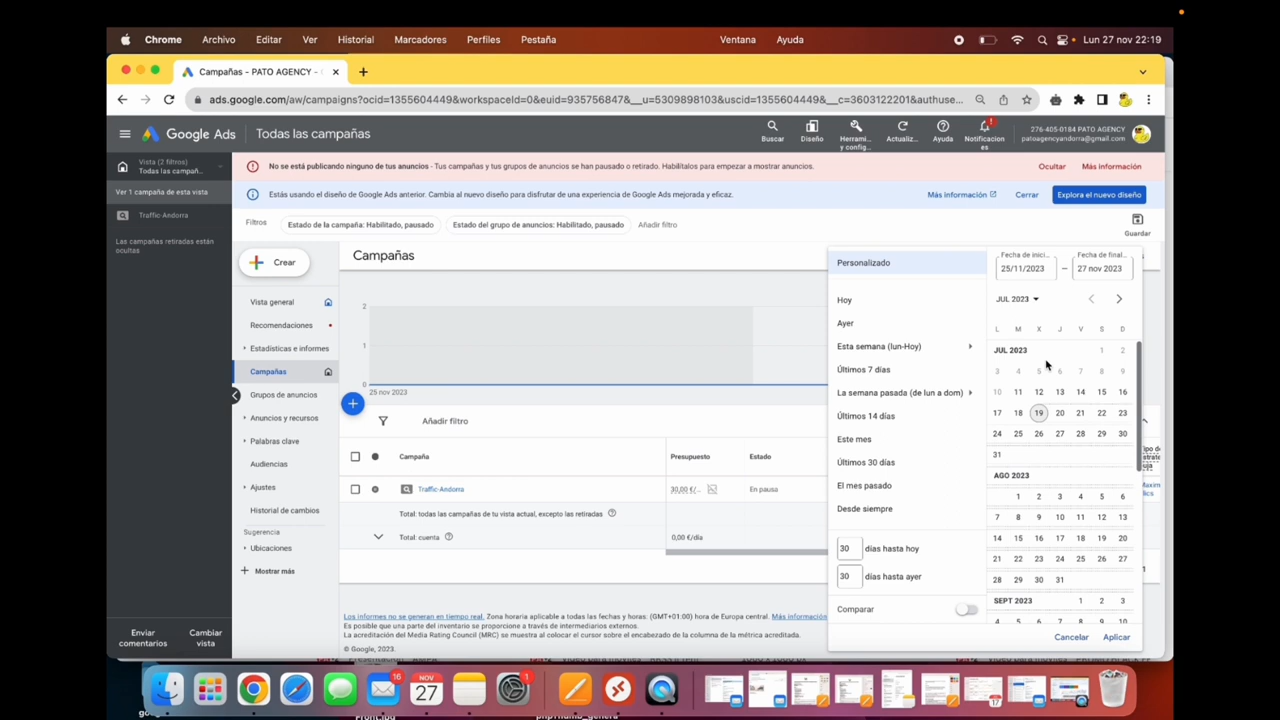 Chrome Archivo Editar Ver Historial Marcadores Perfiles Pestaña Ventana Ayuda Lun 27 nov 22:19
Campañas - PATO AGENCY -
ads.google.com/aw/campaigns?ocid=1355604449&workspaceId=0&euid=935756847&__u=5309898103&uscid=1355604449&__c=3603122201&authuse...
Google Ads Todas las campañas
Buscar Diseño Herrami... y config... Actualiz... Ayuda Notificacion es
276-405-0184 PATO AGENCY
patoagencyandorra@gmail.com
Vista (2 filtros)
Todas las campañ...
Ver 1 campaña de esta vista
Traffic-Andorra
Las campañas retiradas están
ocultas
Enviar comentarios
Cambiar vista
No se está publicando ninguno de tus anuncios - Tus campañas y tus grupos de anuncios se han pausado o retirado. Habilítalos para empezar a mostrar anuncios. Ocultar Más información
Estás usando el diseño de Google Ads anterior. Cambia al nuevo diseño para disfrutar de una experiencia de Google Ads mejorada y eficaz. Más información Cerrar Explora el nuevo diseño
Filtros Estado de la campaña: Habilitado, pausado Estado del grupo de anuncios: Habilitado, pausado Añadir filtro
Guardar
Crear
Vista general
Recomendaciones
Estadísticas e informes
Campañas
Grupos de anuncios
Anuncios y recursos
Palabras clave
Audiencias
Ajustes
Historial de cambios
Sugerencia
Ubicaciones
Mostrar más
Campañas
2
1
0
25 nov 2023
Añadir filtro
Campaña Presupuesto Estado
Traffic-Andorra 30,00 €/... En pausa
Total: todas las campañas de tu vista actual, excepto las retiradas
Total: cuenta 0,00 €/día
Los informes no se generan en tiempo real. Zona horaria aplicable a todas las fechas y horas: (GMT+01:00) hora de Europa central. Más información
Es posible que una parte del inventario se proporcione a través de intermediarios externos.
La acreditación del Media Rating Council (MRC) se muestra al colocar el cursor sobre el encabezado de la columna de la métrica acreditada.
© Google, 2023.
Personalizado
Hoy
Ayer
Esta semana (lun-Hoy)
Últimos 7 días
La semana pasada (de lun a dom)
Últimos 14 días
Este mes
Últimos 30 días
El mes pasado
Desde siempre
30 días hasta hoy
30 días hasta ayer
Comparar
Fecha de inici... Fecha de final...
25/11/2023 – 27 nov 2023
JUL 2023
L M X J V S D
JUL 2023 1 2
3 4 5 6 7 8 9
10 11 12 13 14 15 16
17 18 19 20 21 22 23
24 25 26 27 28 29 30
31
AGO 2023
1 2 3 4 5 6
7 8 9 10 11 12 13
14 15 16 17 18 19 20
21 22 23 24 25 26 27
28 29 30 31
SEPT 2023 1 2 3
4 5 6 7 8 9 10
Cancelar Aplicar
16
NOV
27
1
17